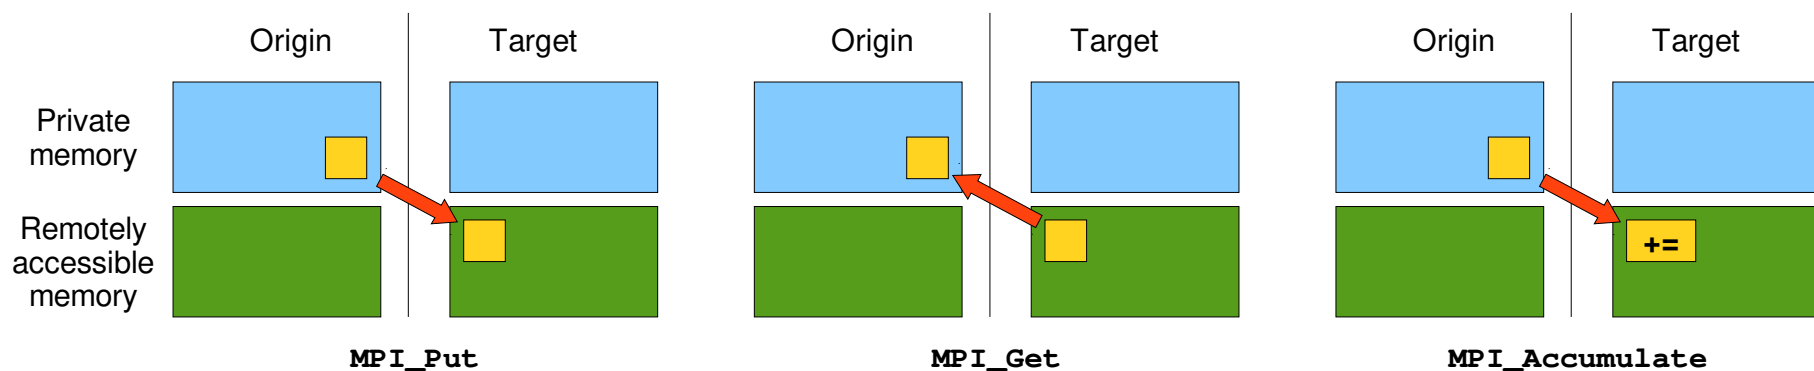 Origin
Target
Origin
Target
Origin
Target
Private
memory
Remotely
accessible
memory
+=
MPI_Put
MPI_Get
MPI_Accumulate